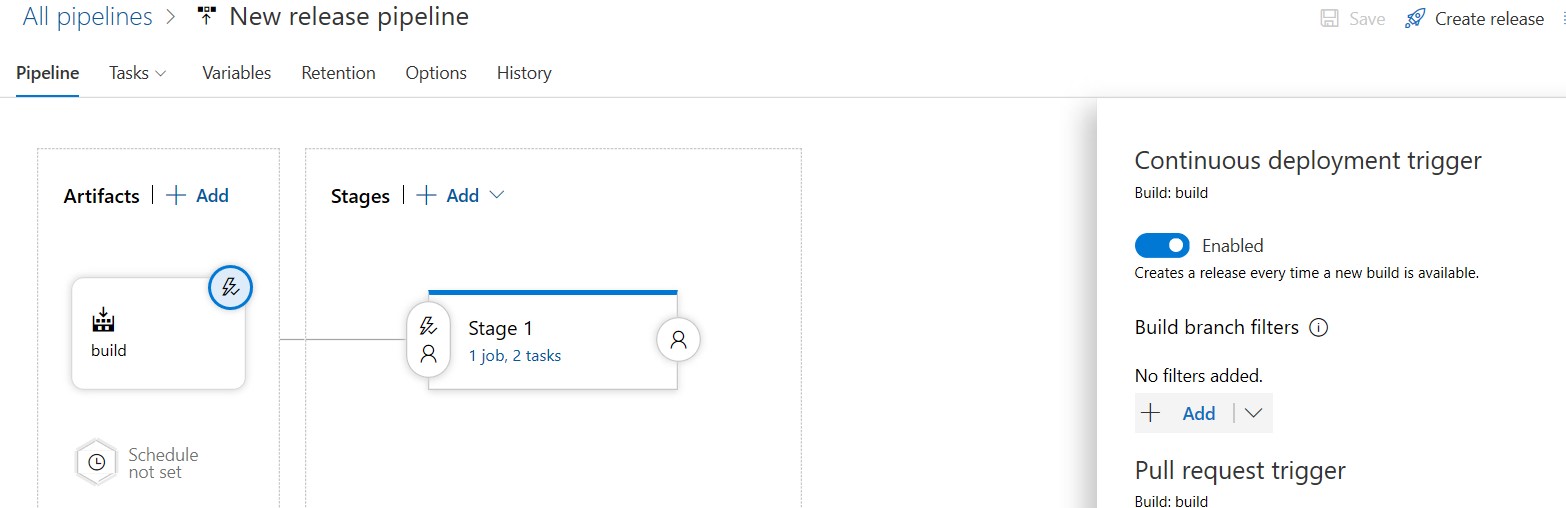 All pipelines > New release pipeline
Save Create release
Pipeline Tasks Variables Retention Options History
Artifacts | + Add
Stages | + Add
build
Schedule
not set
Stage 1
1 job, 2 tasks
Continuous deployment trigger
Build: build
Enabled
Creates a release every time a new build is available.
Build branch filters
No filters added.
+ Add
Pull request trigger
Build: build